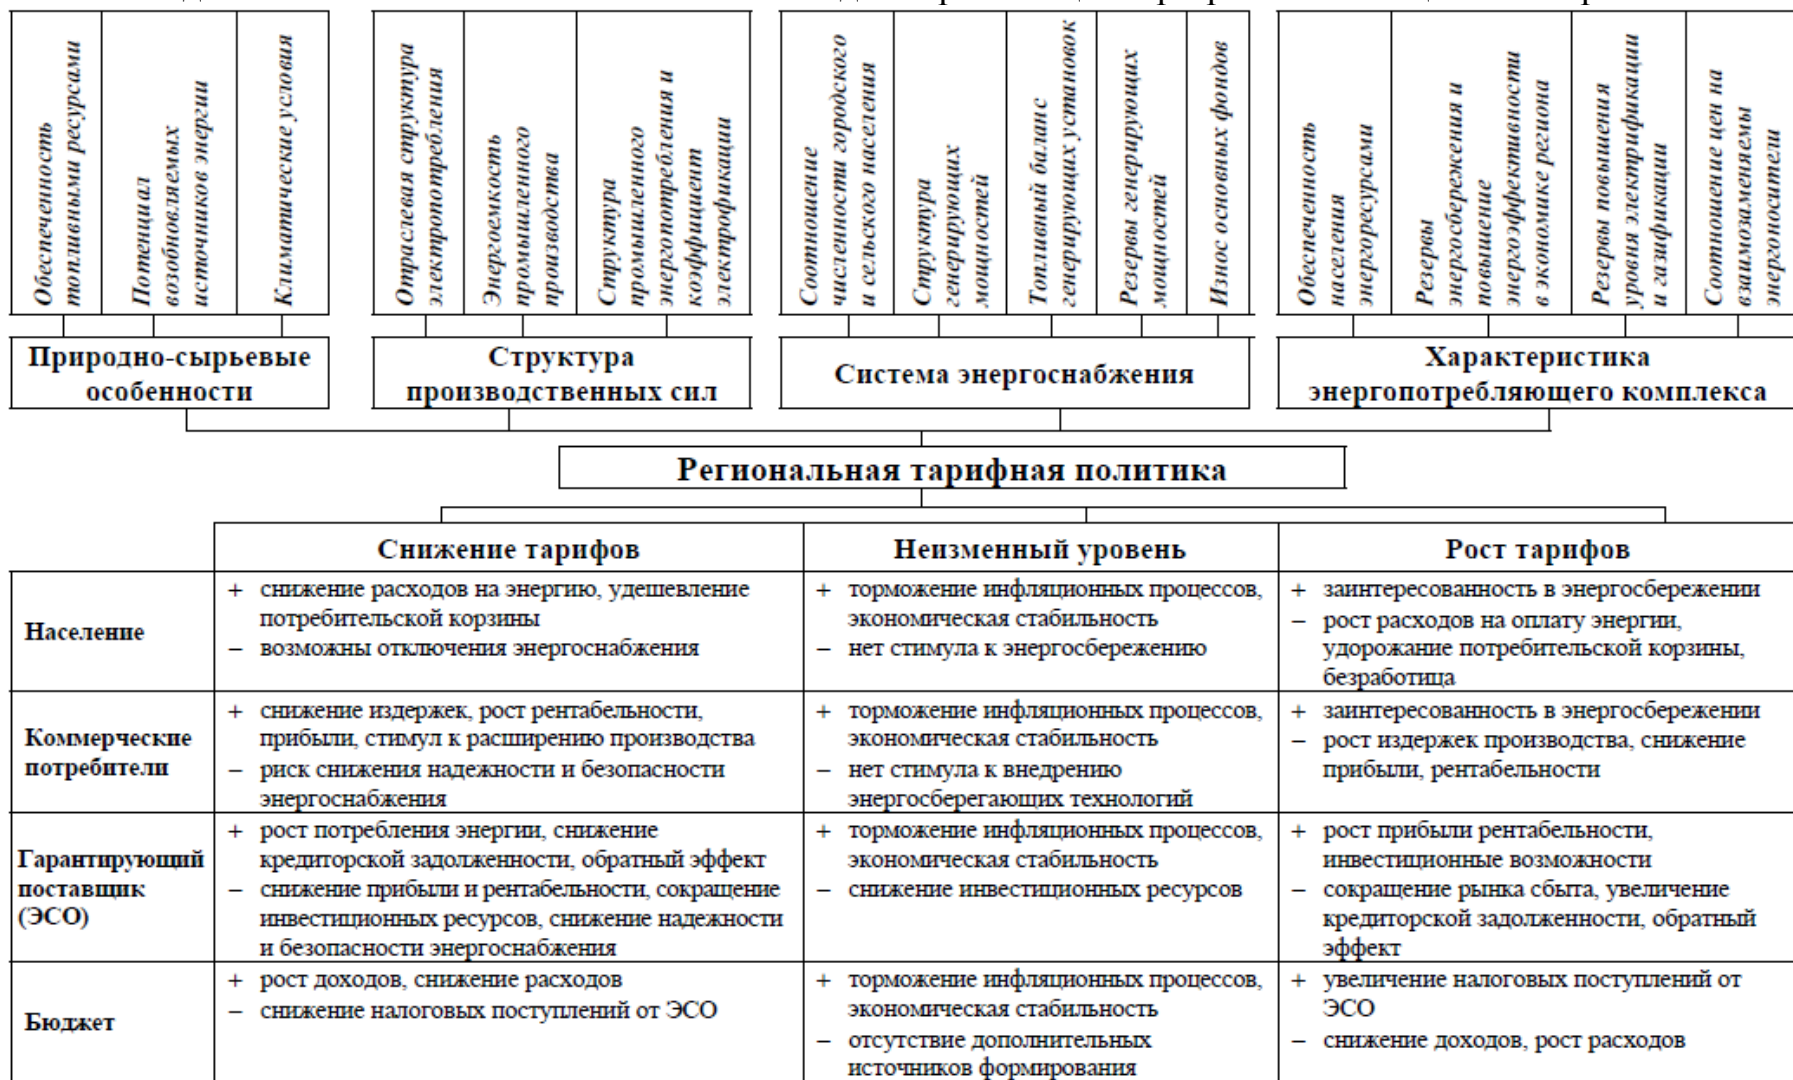 Обеспеченность
топливными ресурсами
Потенциал
возобновляемых
источников энергии
Климатические условия
Отраслевая структура
электропотребления
Энергоемкость
промышленного
производства
Структура
промышленного
энергопотребления и
коэффициент
электрофикации
Соотношение
численности городского
и сельского населения
Структура
генерирующих
мощностей
Топливный баланс
генерирующих установок
Резервы генерирующих
мощностей
Износ основных фондов
Обеспеченность
населения
энергоресурсами
Резервы
энергосбережения и
повышение
энергоэффективности
в экономике региона
Резервы повышения
уровня электрификации
и газификации
Соотношение цен на
взаимозаменяемы
энергоносители
Природно-сырьевые
особенности
Структура
производственных сил
Система энергоснабжения
Характеристика
энергопотребляющего комплекса
Региональная тарифная политика
Снижение тарифов
Неизменный уровень
Рост тарифов
Население
+ снижение расходов на энергию, удешевление
потребительской корзины
– возможны отключения энергоснабжения
+ торможение инфляционных процессов,
экономическая стабильность
– нет стимула к энергосбережению
+ заинтересованность в энергосбережении
– рост расходов на оплату энергии,
удорожание потребительской корзины,
безработица
Коммерческие
потребители
+ снижение издержек, рост рентабельности,
прибыли, стимул к расширению производства
– риск снижения надежности и безопасности
энергоснабжения
+ торможение инфляционных процессов,
экономическая стабильность
– нет стимула к внедрению
энергосберегающих технологий
+ заинтересованность в энергосбережении
– рост издержек производства, снижение
прибыли, рентабельности
Гарантирующий
поставщик
(ЭСО)
+ рост потребления энергии, снижение
кредиторской задолженности, обратный эффект
– снижение прибыли и рентабельности, сокращение
инвестиционных ресурсов, снижение надежности
и безопасности энергоснабжения
+ торможение инфляционных процессов,
экономическая стабильность
– снижение инвестиционных ресурсов
+ рост прибыли рентабельности,
инвестиционные возможности
– сокращение рынка сбыта, увеличение
кредиторской задолженности, обратный
эффект
Бюджет
+ рост доходов, снижение расходов
– снижение налоговых поступлений от ЭСО
+ торможение инфляционных процессов,
экономическая стабильность
– отсутствие дополнительных
источников формирования
+ увеличение налоговых поступлений от
ЭСО
– снижение доходов, рост расходов